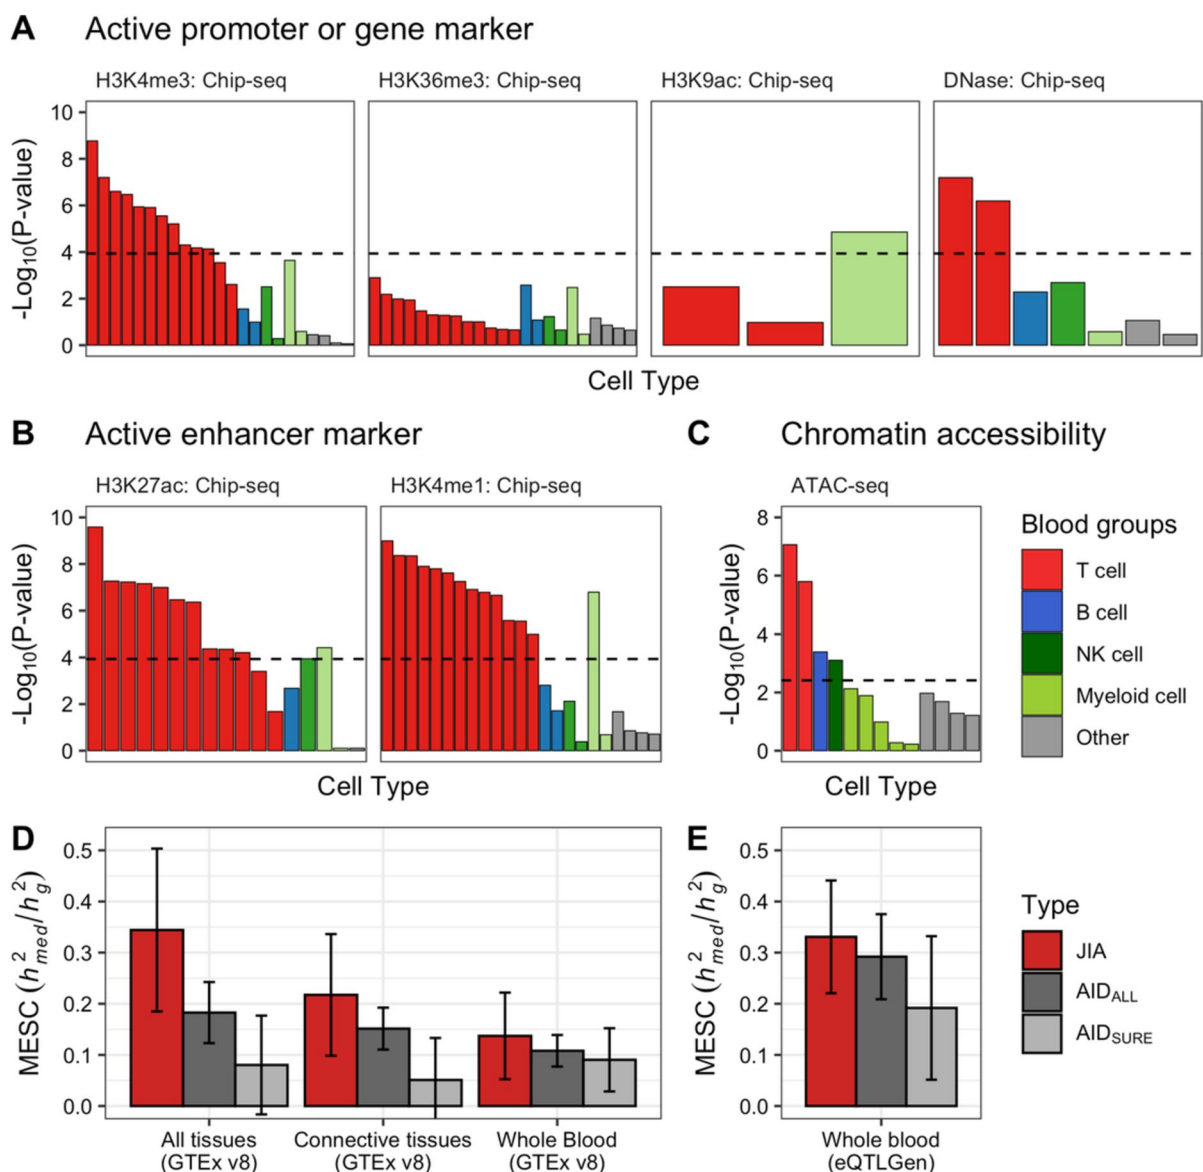 A Active promoter or gene marker
H3K4me3: Chip-seq
H3K36me3: Chip-seq
H3K9ac: Chip-seq
DNase: Chip-seq
-Log10(P-value)
10
8
6
4
2
0
Cell Type
B Active enhancer marker
H3K27ac: Chip-seq
H3K4me1: Chip-seq
-Log10(P-value)
10
8
6
4
2
0
Cell Type
C Chromatin accessibility
ATAC-seq
-Log10(P-value)
8
6
4
2
0
Cell Type
Blood groups
T cell
B cell
NK cell
Myeloid cell
Other
D
MESC (h²med/h²g)
0.5
0.4
0.3
0.2
0.1
0.0
All tissues
(GTEx v8)
Connective tissues
(GTEx v8)
Whole Blood
(GTEx v8)
E
MESC (h²med/h²g)
0.5
0.4
0.3
0.2
0.1
0.0
Whole blood
(eQTLGen)
Type
JIA
AIDALL
AIDSURE